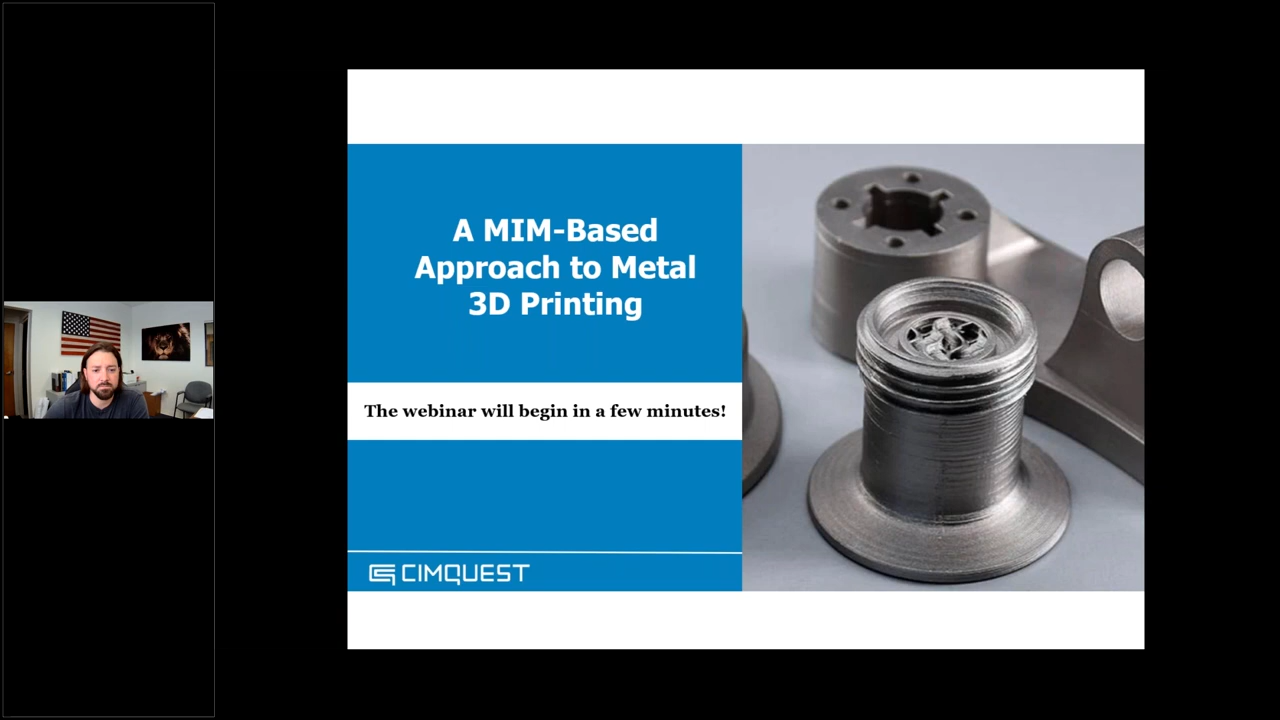 A MIM-Based
Approach to Metal
3D Printing
The webinar will begin in a few minutes!
CIMQUEST